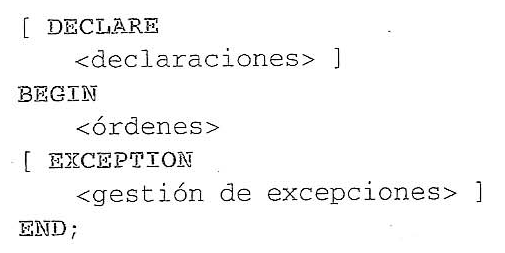 [ DECLARE
<declaraciones> ]
BEGIN
<órdenes>
[ EXCEPTION
<gestión de excepciones> ]
END;